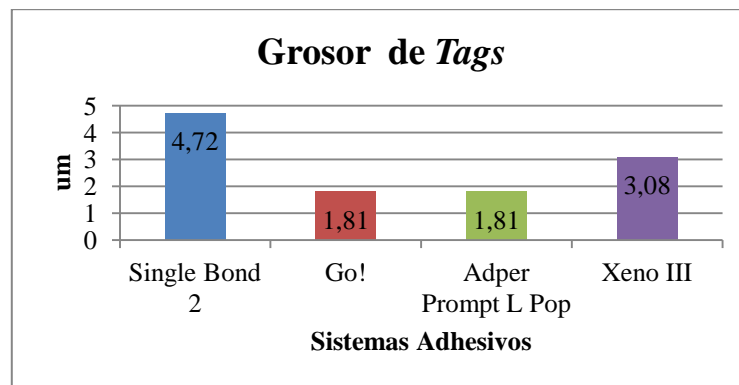 Grosor de Tags
um
5
4
3
2
1
0
4,72
1,81
1,81
3,08
Single Bond
2
Go!
Adper
Prompt L Pop
Xeno III
Sistemas Adhesivos